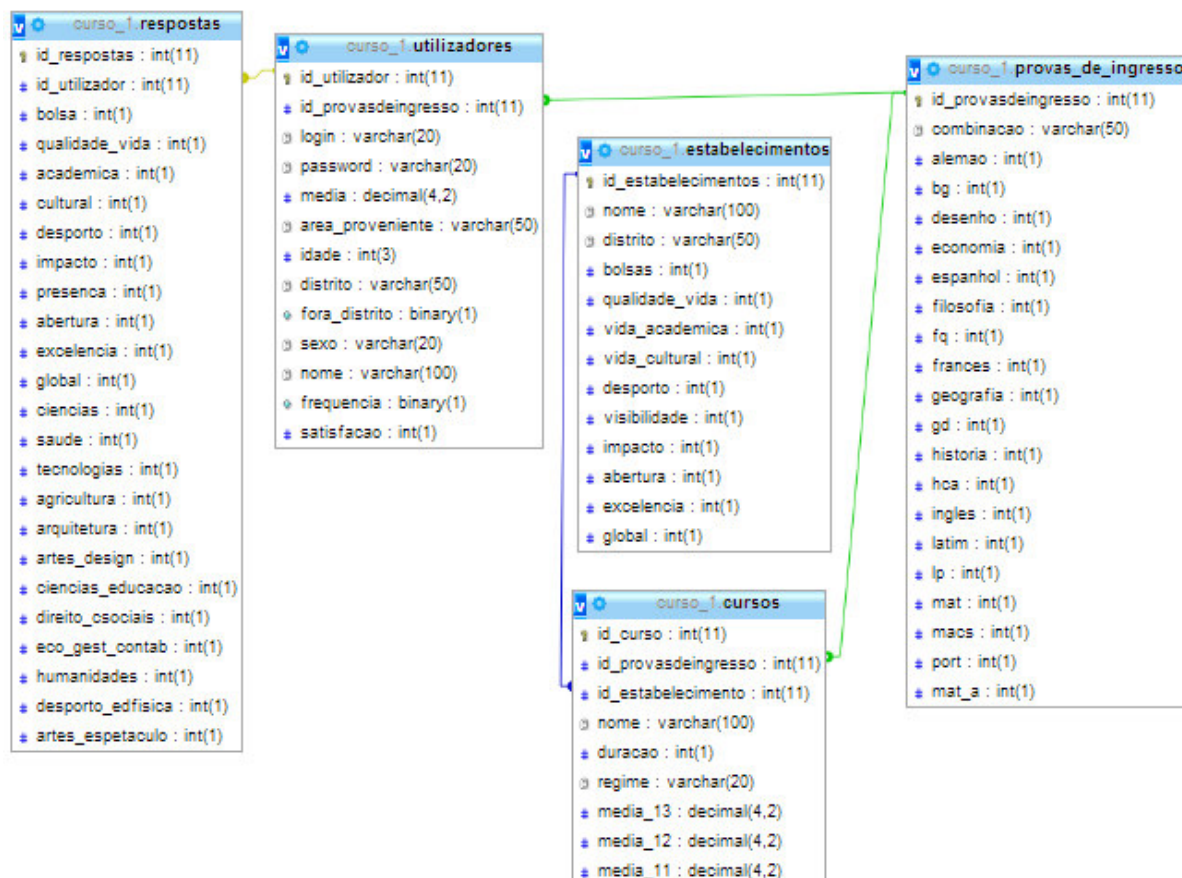 curso_1.respostas
id_respostas : int(11)
id_utilizador : int(11)
bolsa : int(1)
qualidade_vida : int(1)
academica : int(1)
cultural : int(1)
desporto : int(1)
impacto : int(1)
presenca : int(1)
abertura : int(1)
excelencia : int(1)
global : int(1)
ciencias : int(1)
saude : int(1)
tecnologias : int(1)
agricultura : int(1)
arquitetura : int(1)
artes_design : int(1)
ciencias_educacao : int(1)
direito_csociais : int(1)
eco_gest_contab : int(1)
humanidades : int(1)
desporto_edfisica : int(1)
artes_espetaculo : int(1)
curso_1.utilizadores
id_utilizador : int(11)
id_provasdeingresso : int(11)
login : varchar(20)
password : varchar(20)
media : decimal(4,2)
area_proveniente : varchar(50)
idade : int(3)
distrito : varchar(50)
fora_distrito : binary(1)
sexo : varchar(20)
nome : varchar(100)
frequencia : binary(1)
satisfacao : int(1)
curso_1.estabelecimentos
id_estabelecimentos : int(11)
nome : varchar(100)
distrito : varchar(50)
bolsas : int(1)
qualidade_vida : int(1)
vida_academica : int(1)
vida_cultural : int(1)
desporto : int(1)
visibilidade : int(1)
impacto : int(1)
abertura : int(1)
excelencia : int(1)
global : int(1)
curso_1.cursos
id_curso : int(11)
id_provasdeingresso : int(11)
id_estabelecimento : int(11)
nome : varchar(100)
duracao : int(1)
regime : varchar(20)
media_13 : decimal(4,2)
media_12 : decimal(4,2)
media_11 : decimal(4,2)
curso_1.provas_de_ingresso
id_provasdeingresso : int(11)
combinacao : varchar(50)
alemao : int(1)
bg : int(1)
desenho : int(1)
economia : int(1)
espanhol : int(1)
filosofia : int(1)
fq : int(1)
frances : int(1)
geografia : int(1)
gd : int(1)
historia : int(1)
hca : int(1)
ingles : int(1)
latim : int(1)
lp : int(1)
mat : int(1)
macs : int(1)
port : int(1)
mat_a : int(1)